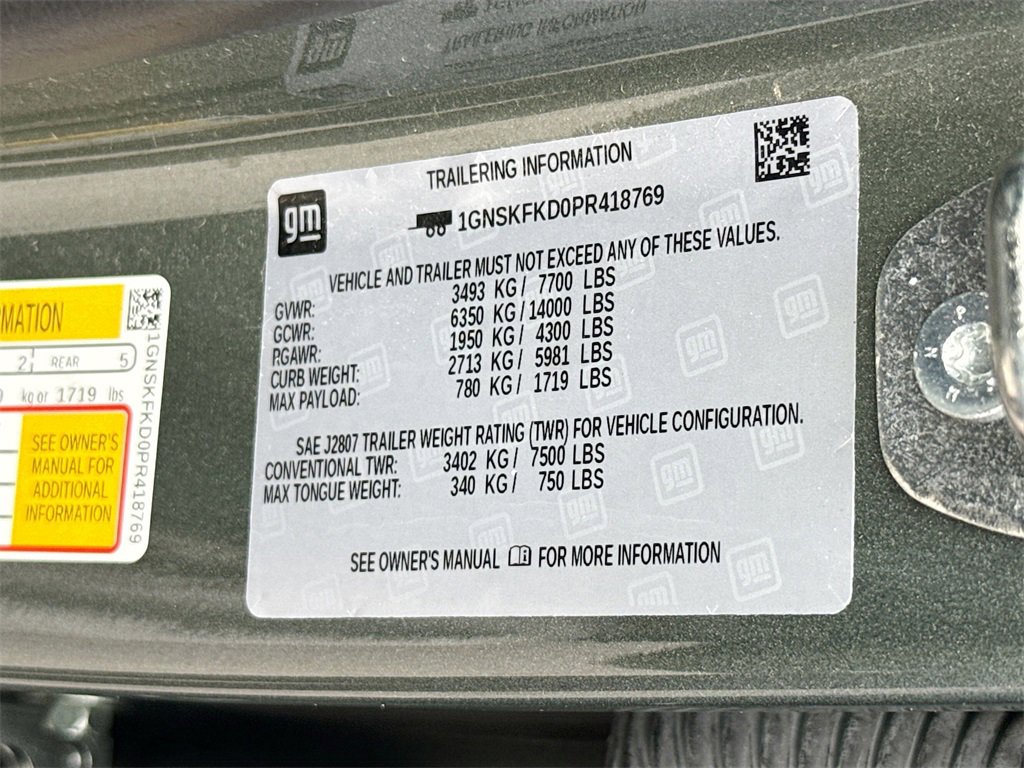 TRAILERING INFORMATION
gm
1GNSKFKD0PR418769
VEHICLE AND TRAILER MUST NOT EXCEED ANY OF THESE VALUES.
GVWR: 3493 KG / 7700 LBS
GCWR: 6350 KG / 14000 LBS
RGAWR: 1950 KG / 4300 LBS
CURB WEIGHT: 2713 KG / 5981 LBS
MAX PAYLOAD: 780 KG / 1719 LBS
SAE J2807 TRAILER WEIGHT RATING (TWR) FOR VEHICLE CONFIGURATION.
CONVENTIONAL TWR: 3402 KG / 7500 LBS
MAX TONGUE WEIGHT: 340 KG / 750 LBS
SEE OWNER'S MANUAL FOR MORE INFORMATION
2 REAR 5
kg or 1719 lbs
SEE OWNER'S
MANUAL FOR
ADDITIONAL
INFORMATION
1GNSKFKD0PR418769